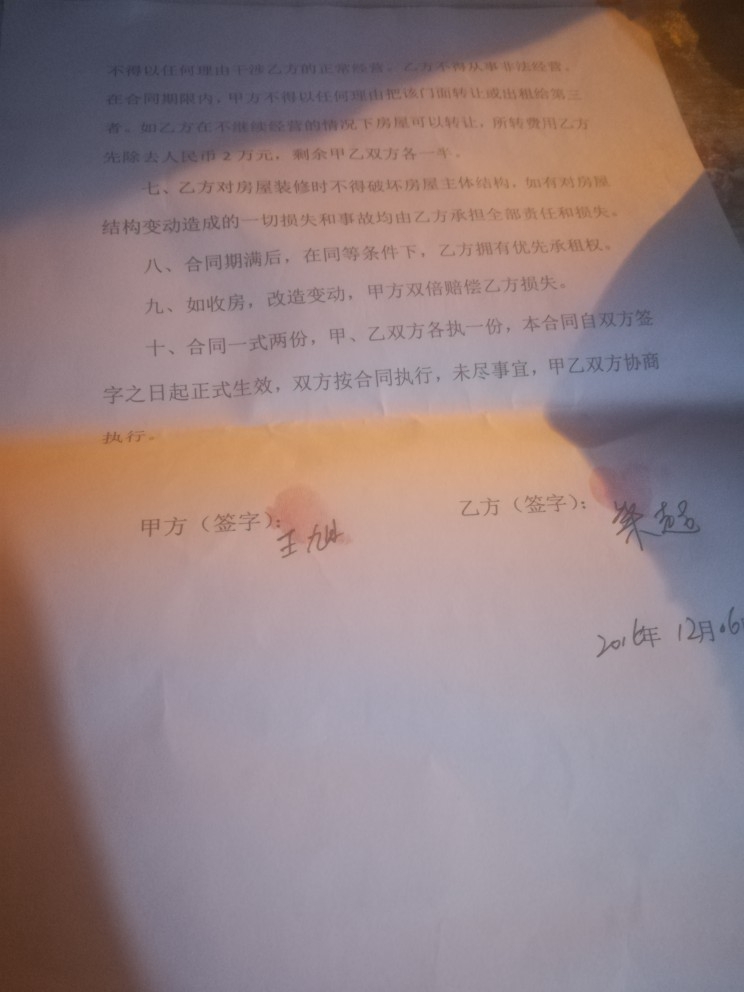 不得以任何理由干涉乙方的正常经营。乙方不得从事非法经营。
在合同期限内，甲方不得以任何理由把该门面转让或出租给第三
者。如乙方在不继续经营的情况下房屋可以转让，所转费用乙方
先除去人民币2万元，剩余甲乙双方各一半。
七、乙方对房屋装修时不得破坏房屋主体结构，如有对房屋
结构变动造成的一切损失和事故均由乙方承担全部责任和损失。
八、合同期满后，在同等条件下，乙方拥有优先承租权。
九、如收房，改造变动，甲方双倍赔偿乙方损失。
十、合同一式两份，甲、乙双方各执一份，本合同自双方签
字之日起正式生效，双方按合同执行，未尽事宜，甲乙双方协商
执行。
甲方（签字）：王旭 乙方（签字）：
2016年 12月06